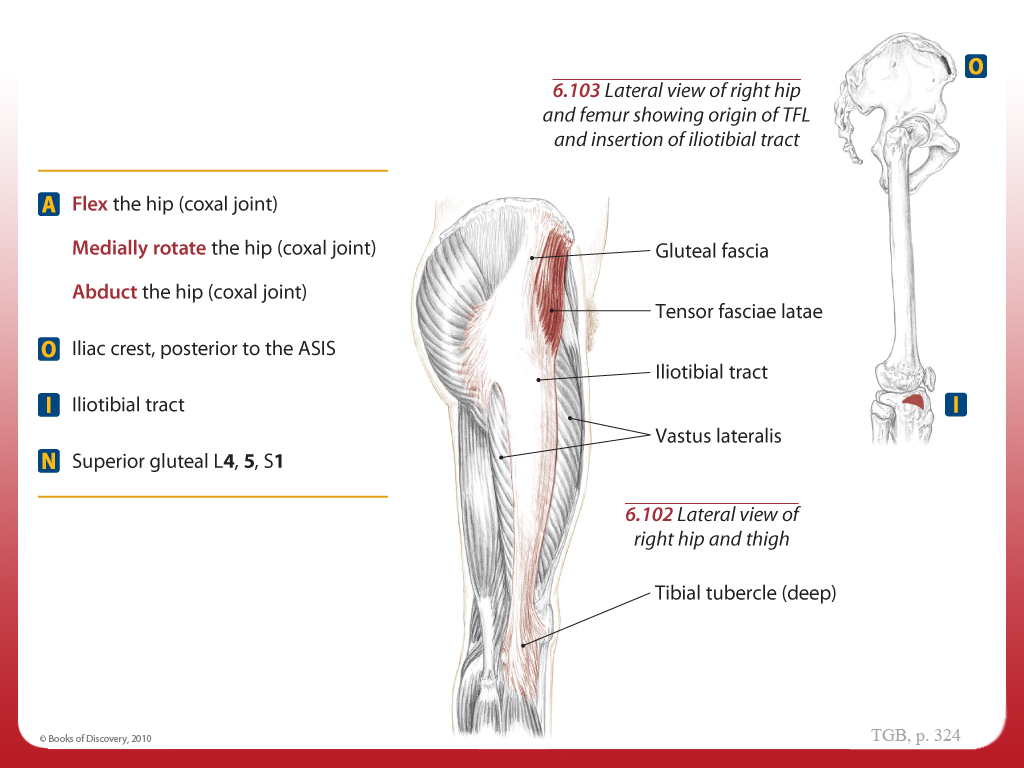 6.103 Lateral view of right hip
and femur showing origin of TFL
and insertion of iliotibial tract
O
A Flex the hip (coxal joint)
Medially rotate the hip (coxal joint)
Abduct the hip (coxal joint)
O Iliac crest, posterior to the ASIS
I Iliotibial tract
N Superior gluteal L4, 5, S1
Gluteal fascia
Tensor fasciae latae
Iliotibial tract
Vastus lateralis
I
6.102 Lateral view of
right hip and thigh
Tibial tubercle (deep)
© Books of Discovery, 2010
TGB, p. 324